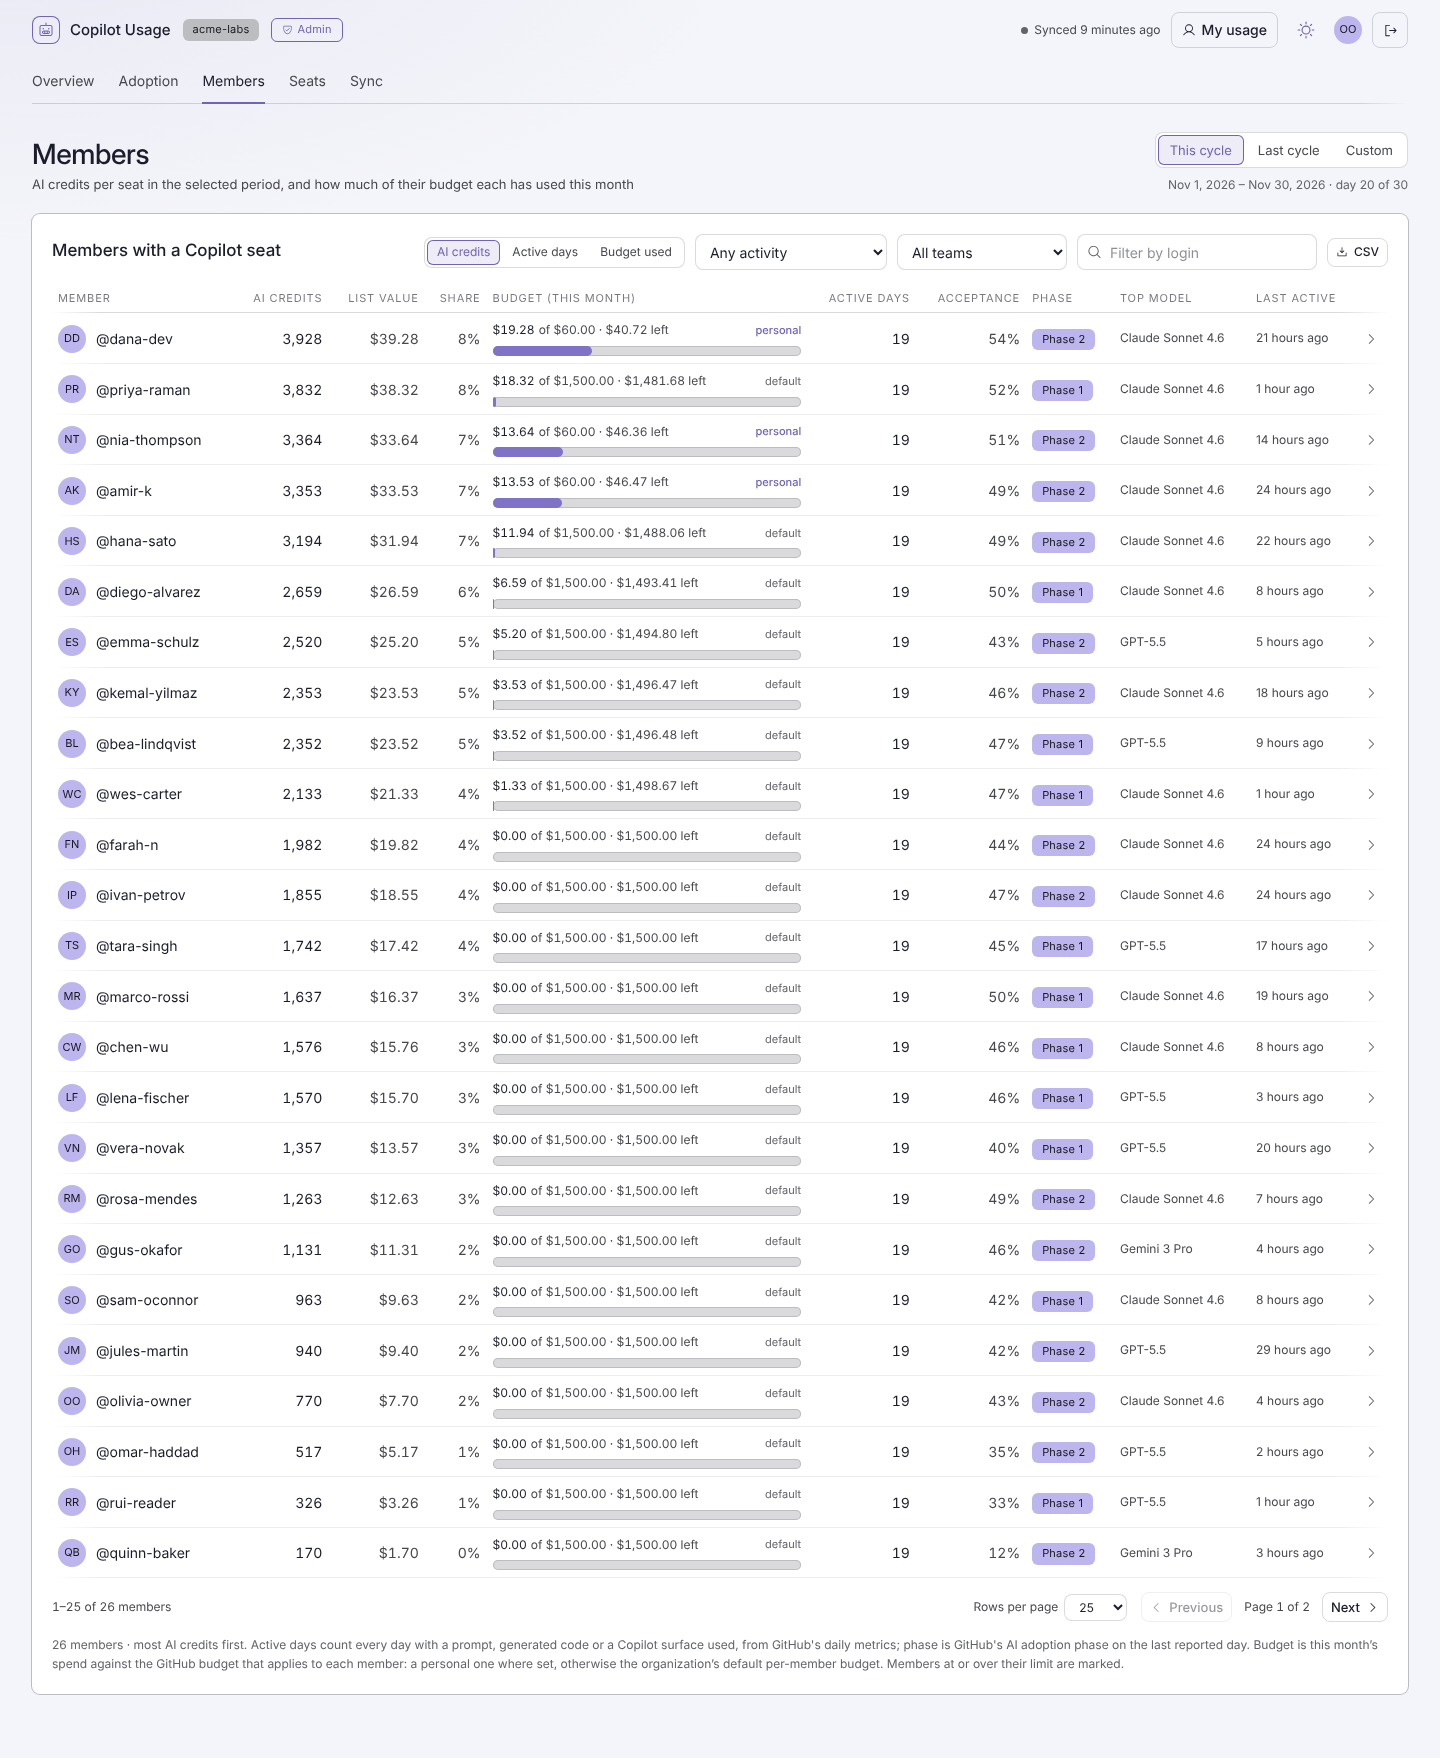 Copilot Usage acme-labs Admin Synced 9 minutes ago My usage OO
Overview Adoption Members Seats Sync
Members
This cycle Last cycle Custom
AI credits per seat in the selected period, and how much of their budget each has used this month
Nov 1, 2026 – Nov 30, 2026 · day 20 of 30
Members with a Copilot seat AI credits Active days Budget used Any activity All teams Filter by login CSV
MEMBER AI CREDITS LIST VALUE SHARE BUDGET (THIS MONTH) ACTIVE DAYS ACCEPTANCE PHASE TOP MODEL LAST ACTIVE
DD @dana-dev 3,928 $39.28 8% $19.28 of $60.00 · $40.72 left personal 19 54% Phase 2 Claude Sonnet 4.6 21 hours ago
PR @priya-raman 3,832 $38.32 8% $18.32 of $1,500.00 · $1,481.68 left default 19 52% Phase 1 Claude Sonnet 4.6 1 hour ago
NT @nia-thompson 3,364 $33.64 7% $13.64 of $60.00 · $46.36 left personal 19 51% Phase 2 Claude Sonnet 4.6 14 hours ago
AK @amir-k 3,353 $33.53 7% $13.53 of $60.00 · $46.47 left personal 19 49% Phase 2 Claude Sonnet 4.6 24 hours ago
HS @hana-sato 3,194 $31.94 7% $11.94 of $1,500.00 · $1,488.06 left default 19 49% Phase 2 Claude Sonnet 4.6 22 hours ago
DA @diego-alvarez 2,659 $26.59 6% $6.59 of $1,500.00 · $1,493.41 left default 19 50% Phase 1 Claude Sonnet 4.6 8 hours ago
ES @emma-schulz 2,520 $25.20 5% $5.20 of $1,500.00 · $1,494.80 left default 19 43% Phase 2 GPT-5.5 5 hours ago
KY @kemal-yilmaz 2,353 $23.53 5% $3.53 of $1,500.00 · $1,496.47 left default 19 46% Phase 2 Claude Sonnet 4.6 18 hours ago
BL @bea-lindqvist 2,352 $23.52 5% $3.52 of $1,500.00 · $1,496.48 left default 19 47% Phase 1 GPT-5.5 9 hours ago
WC @wes-carter 2,133 $21.33 4% $1.33 of $1,500.00 · $1,498.67 left default 19 47% Phase 1 Claude Sonnet 4.6 1 hour ago
FN @farah-n 1,982 $19.82 4% $0.00 of $1,500.00 · $1,500.00 left default 19 44% Phase 2 Claude Sonnet 4.6 24 hours ago
IP @ivan-petrov 1,855 $18.55 4% $0.00 of $1,500.00 · $1,500.00 left default 19 47% Phase 2 Claude Sonnet 4.6 24 hours ago
TS @tara-singh 1,742 $17.42 4% $0.00 of $1,500.00 · $1,500.00 left default 19 45% Phase 1 GPT-5.5 17 hours ago
MR @marco-rossi 1,637 $16.37 3% $0.00 of $1,500.00 · $1,500.00 left default 19 50% Phase 1 Claude Sonnet 4.6 19 hours ago
CW @chen-wu 1,576 $15.76 3% $0.00 of $1,500.00 · $1,500.00 left default 19 46% Phase 1 Claude Sonnet 4.6 8 hours ago
LF @lena-fischer 1,570 $15.70 3% $0.00 of $1,500.00 · $1,500.00 left default 19 46% Phase 1 GPT-5.5 3 hours ago
VN @vera-novak 1,357 $13.57 3% $0.00 of $1,500.00 · $1,500.00 left default 19 40% Phase 1 GPT-5.5 20 hours ago
RM @rosa-mendes 1,263 $12.63 3% $0.00 of $1,500.00 · $1,500.00 left default 19 49% Phase 2 Claude Sonnet 4.6 7 hours ago
GO @gus-okafor 1,131 $11.31 2% $0.00 of $1,500.00 · $1,500.00 left default 19 46% Phase 2 Gemini 3 Pro 4 hours ago
SO @sam-oconnor 963 $9.63 2% $0.00 of $1,500.00 · $1,500.00 left default 19 42% Phase 1 Claude Sonnet 4.6 8 hours ago
JM @jules-martin 940 $9.40 2% $0.00 of $1,500.00 · $1,500.00 left default 19 42% Phase 2 GPT-5.5 29 hours ago
OO @olivia-owner 770 $7.70 2% $0.00 of $1,500.00 · $1,500.00 left default 19 43% Phase 2 Claude Sonnet 4.6 4 hours ago
OH @omar-haddad 517 $5.17 1% $0.00 of $1,500.00 · $1,500.00 left default 19 35% Phase 2 GPT-5.5 2 hours ago
RR @rui-reader 326 $3.26 1% $0.00 of $1,500.00 · $1,500.00 left default 19 33% Phase 1 GPT-5.5 1 hour ago
QB @quinn-baker 170 $1.70 0% $0.00 of $1,500.00 · $1,500.00 left default 19 12% Phase 2 Gemini 3 Pro 3 hours ago
1–25 of 26 members Rows per page 25 Previous Page 1 of 2 Next
26 members · most AI credits first. Active days count every day with a prompt, generated code or a Copilot surface used, from GitHub's daily metrics; phase is GitHub's AI adoption phase on the last reported day. Budget is this month's
spend against the GitHub budget that applies to each member: a personal one where set, otherwise the organization's default per-member budget. Members at or over their limit are marked.